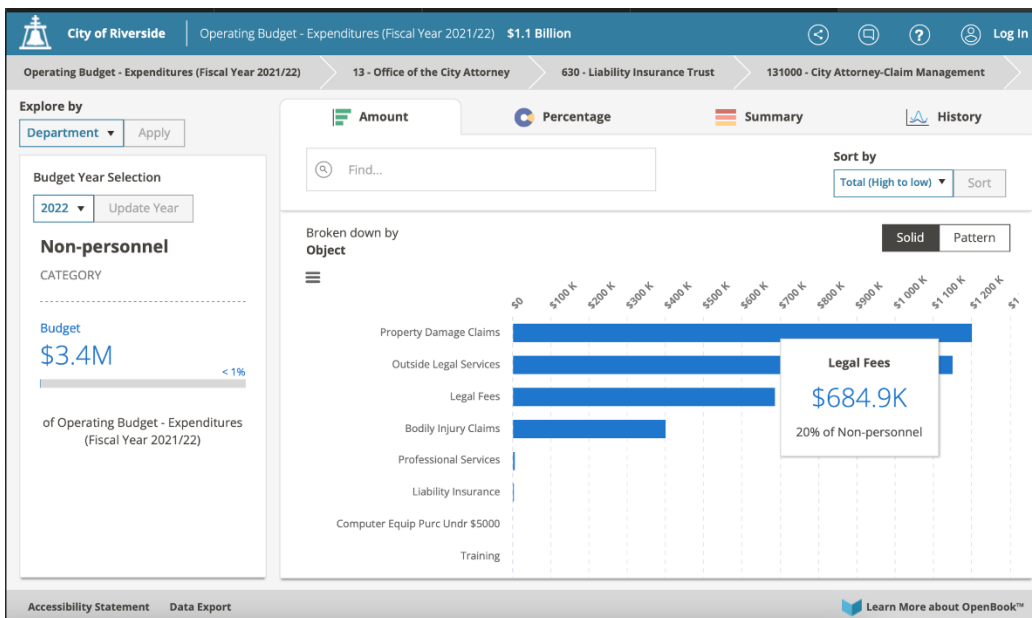 City of Riverside
Operating Budget - Expenditures (Fiscal Year 2021/22) $1.1 Billion
Log In
Operating Budget - Expenditures (Fiscal Year 2021/22)
13 - Office of the City Attorney
630 - Liability Insurance Trust
131000 - City Attorney-Claim Management
Explore by
Department
Apply
Budget Year Selection
2022
Update Year
Non-personnel
CATEGORY
Budget
$3.4M
< 1%
of Operating Budget - Expenditures
(Fiscal Year 2021/22)
Amount
Percentage
Summary
History
Find...
Sort by
Total (High to low)
Sort
Broken down by
Object
Solid
Pattern
$0
$100 K
$200 K
$300 K
$400 K
$500 K
$600 K
$700 K
$800 K
$900 K
$1 000 K
$1 100 K
$1 200 K
$1
Property Damage Claims
Outside Legal Services
Legal Fees
Bodily Injury Claims
Professional Services
Liability Insurance
Computer Equip Purc Undr $5000
Training
Legal Fees
$684.9K
20% of Non-personnel
Accessibility Statement
Data Export
Learn More about OpenBook™